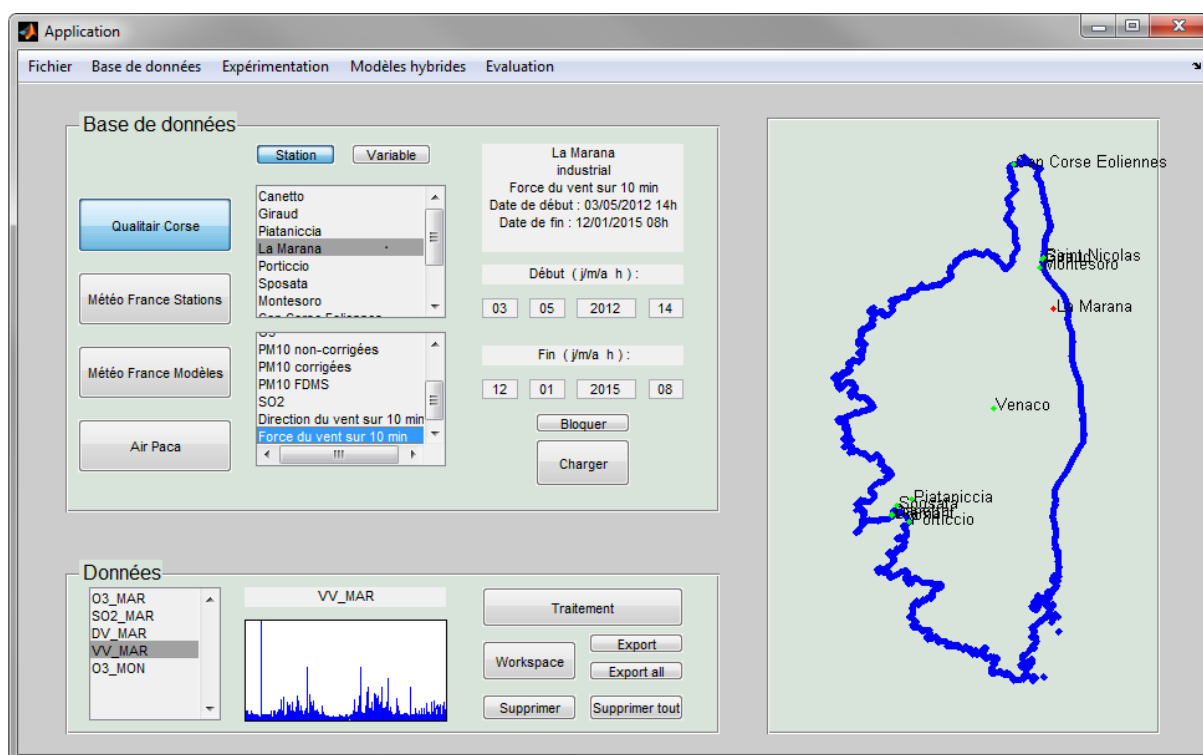 Application
Fichier Base de données Expérimentation Modèles hybrides Evaluation
Base de données
Station Variable
Qualitair Corse
Météo France Stations
Météo France Modèles
Air Paca
Canetto
Giraud
Piataniccia
La Marana
Porticcio
Sposata
Montesoro
Cap Corse Eoliennes
O3
PM10 non-corrigées
PM10 corrigées
PM10 FDMS
SO2
Direction du vent sur 10 min
Force du vent sur 10 min
La Marana
industrial
Force du vent sur 10 min
Date de début : 03/05/2012 14h
Date de fin : 12/01/2015 08h
Début ( j/m/a h ) :
03 05 2012 14
Fin ( j/m/a h ) :
12 01 2015 08
Bloquer
Charger
Données
O3_MAR
SO2_MAR
DV_MAR
VV_MAR
O3_MON
VV_MAR
Traitement
Workspace
Export
Export all
Supprimer
Supprimer tout
Cap Corse Eoliennes
Saint Nicolas
Montesoro
La Marana
Venaco
Piataniccia
Sposata
Porticcio